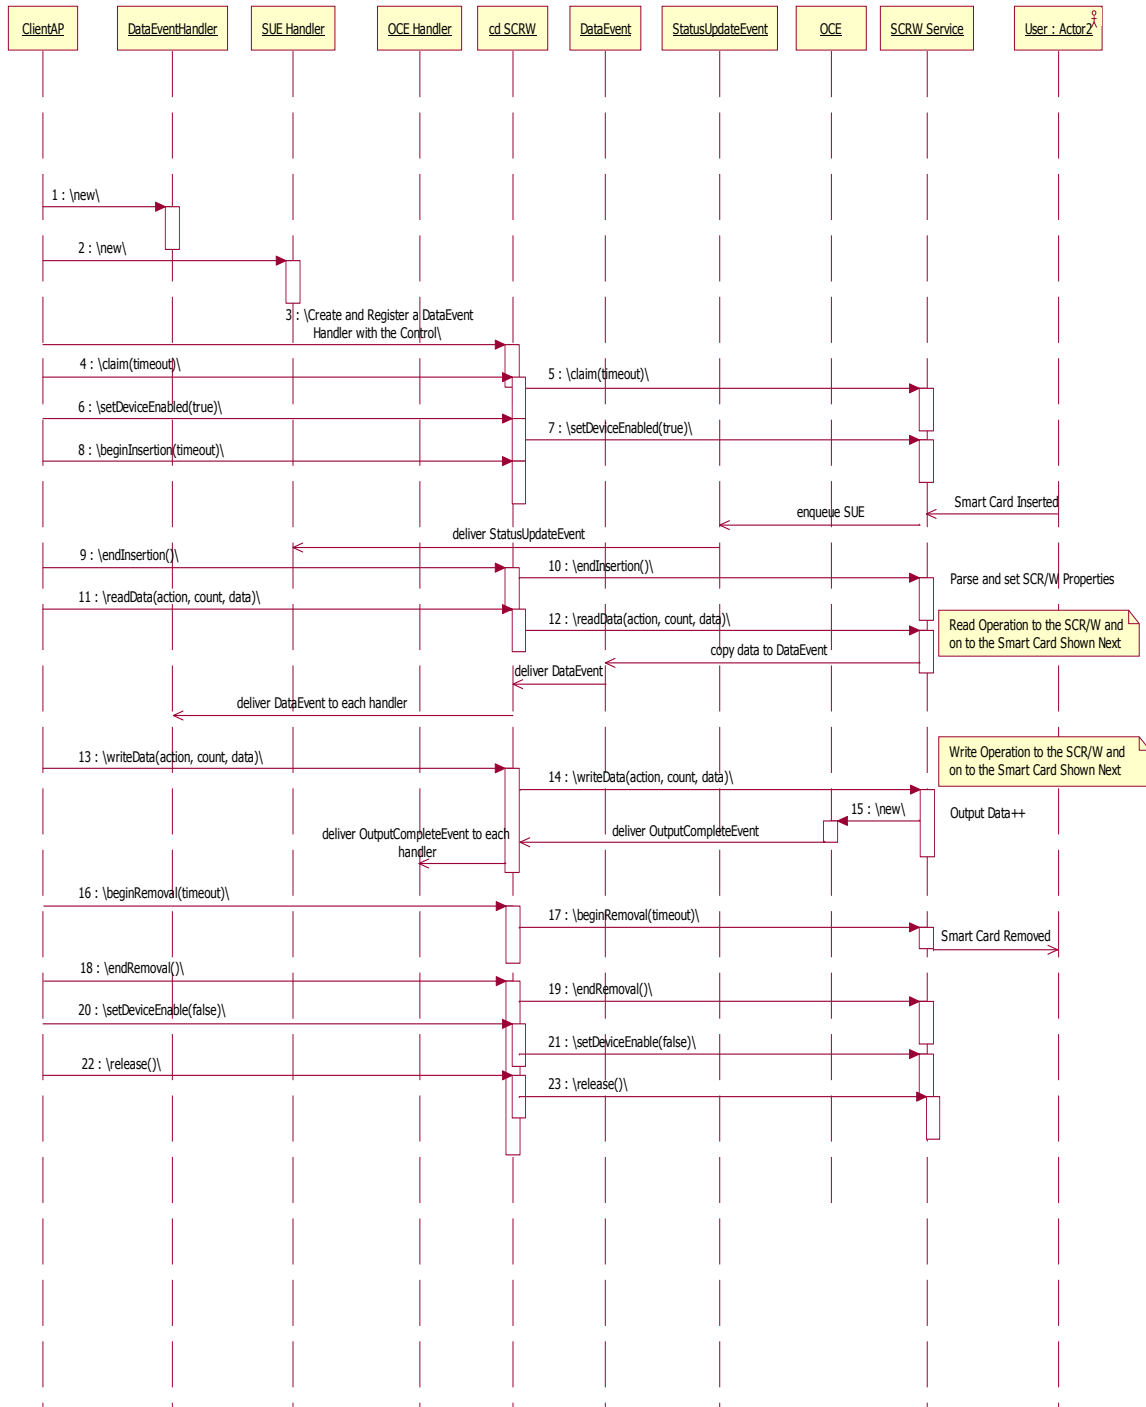 ClientAP
DataEventHandler
SUE Handler
OCE Handler
cd SCRW
DataEvent
StatusUpdateEvent
OCE
SCRW Service
User : Actor2
1 : \new\
2 : \new\
3 : \Create and Register a DataEvent
Handler with the Control\
4 : \claim(timeout)\
5 : \claim(timeout)\
6 : \setDeviceEnabled(true)\
7 : \setDeviceEnabled(true)\
8 : \beginInsertion(timeout)\
Smart Card Inserted
enqueue SUE
deliver StatusUpdateEvent
9 : \endInsertion()\
10 : \endInsertion()\
Parse and set SCR/W Properties
11 : \readData(action, count, data)\
12 : \readData(action, count, data)\
Read Operation to the SCR/W and
on to the Smart Card Shown Next
copy data to DataEvent
deliver DataEvent
deliver DataEvent to each handler
13 : \writeData(action, count, data)\
Write Operation to the SCR/W and
on to the Smart Card Shown Next
14 : \writeData(action, count, data)\
15 : \new\
Output Data++
deliver OutputCompleteEvent
deliver OutputCompleteEvent to each
handler
16 : \beginRemoval(timeout)\
17 : \beginRemoval(timeout)\
Smart Card Removed
18 : \endRemoval()\
19 : \endRemoval()\
20 : \setDeviceEnable(false)\
21 : \setDeviceEnable(false)\
22 : \release()\
23 : \release()\